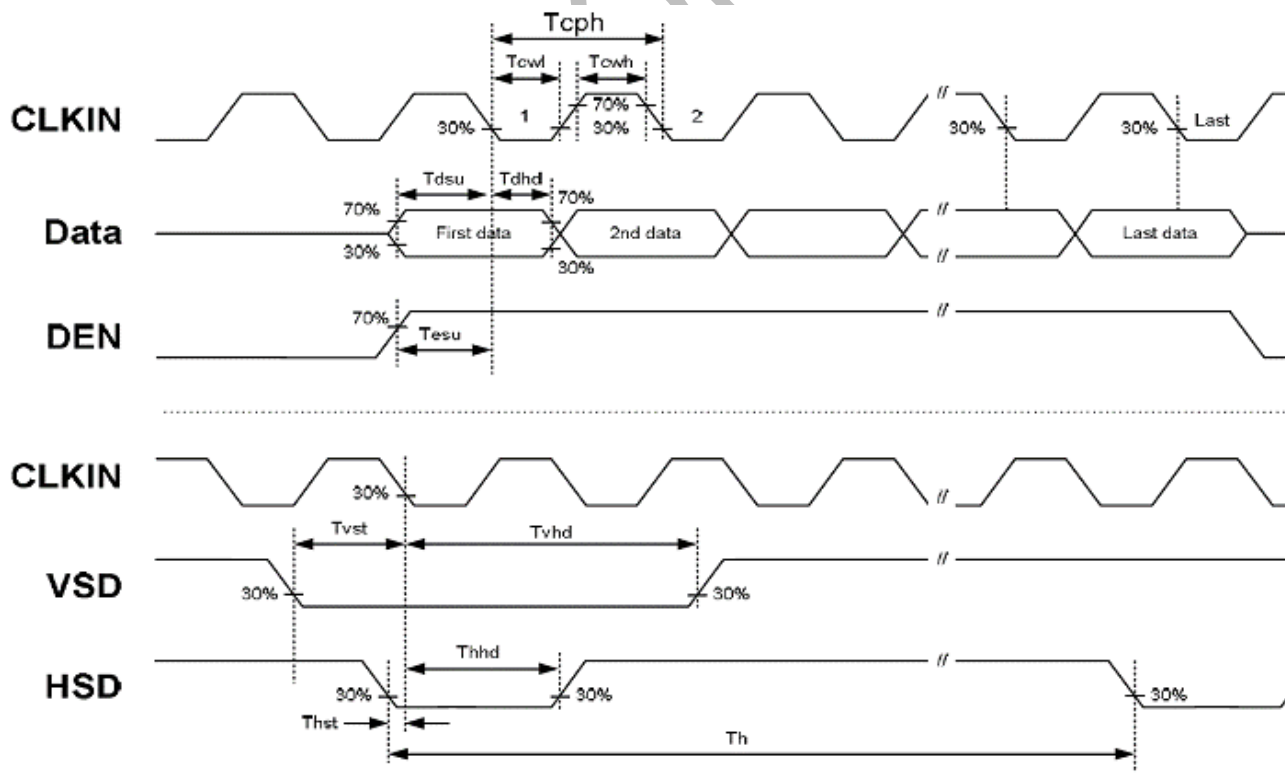 Tcph
Tcwl Tcwh
CLKIN 30% 1 70% 30% 2 30% 30% Last
Tdsu Tdhd
70% 70%
Data First data 2nd data Last data
30% 30%
DEN 70% Tesu
CLKIN 30%
Tvst Tvhd
VSD 30% 30%
Thhd
HSD 30% 30% 30%
Thst
Th